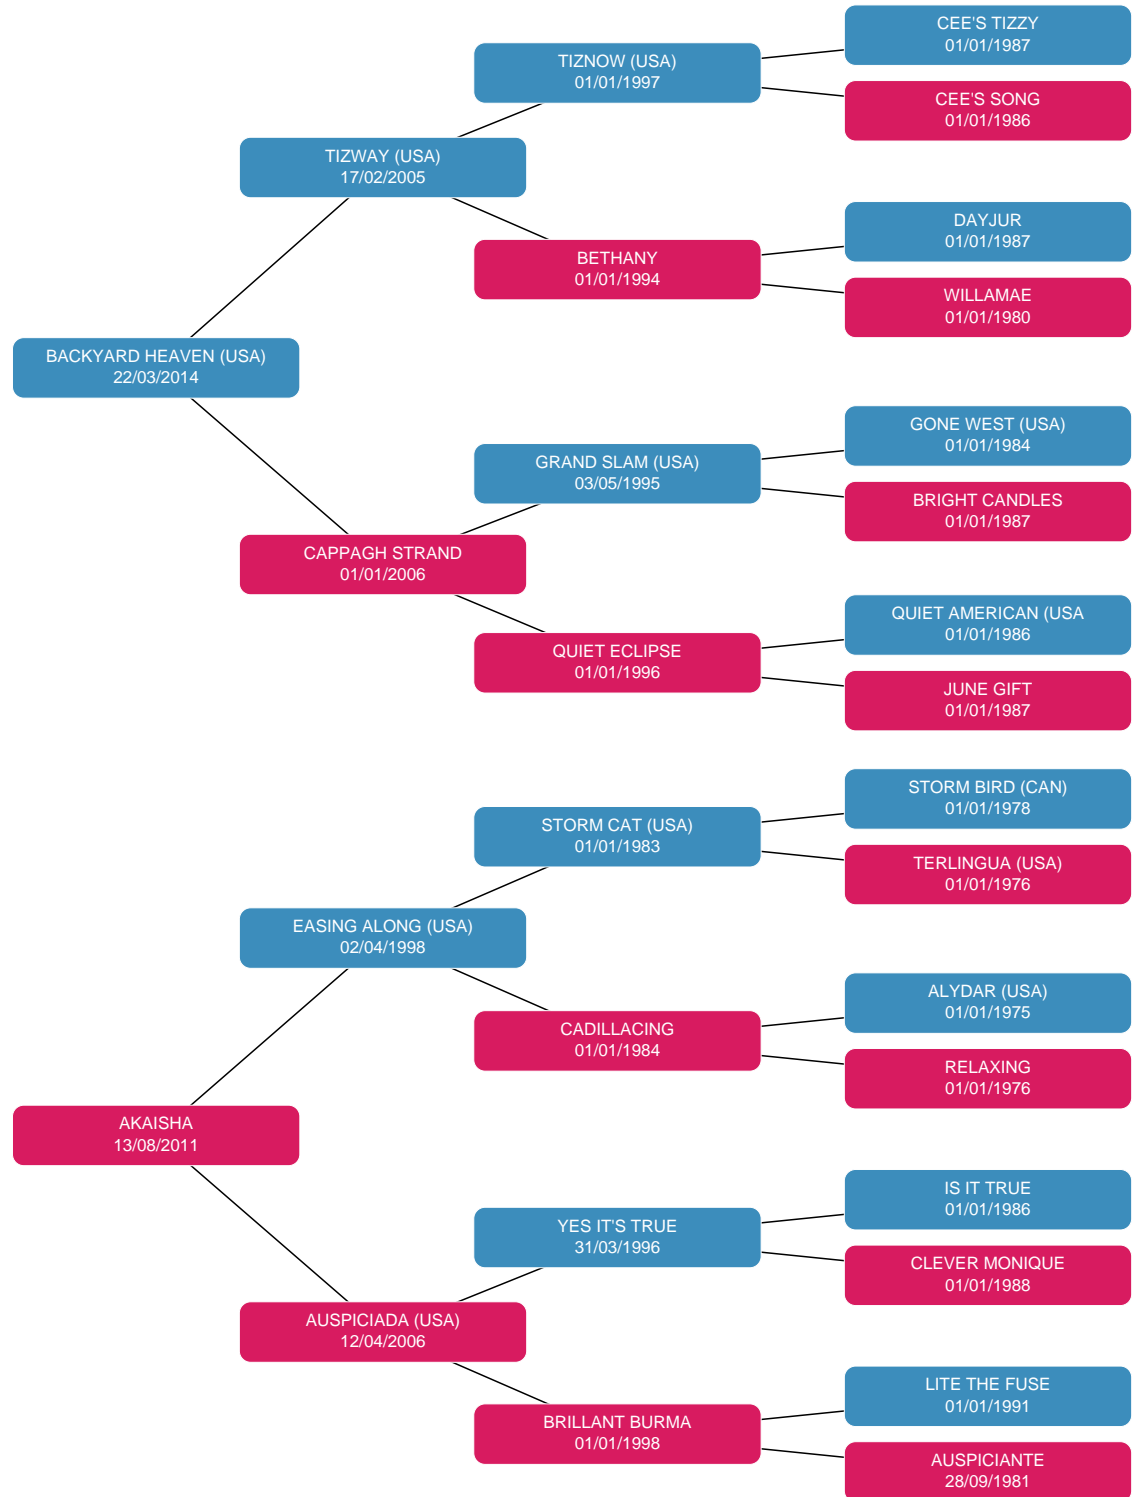 CEE'S TIZZY
01/01/1987
TIZNOW (USA)
01/01/1997
CEE'S SONG
01/01/1986
TIZWAY (USA)
17/02/2005
DAYJUR
01/01/1987
BETHANY
01/01/1994
WILLAMAE
01/01/1980
BACKYARD HEAVEN (USA)
22/03/2014
GONE WEST (USA)
01/01/1984
GRAND SLAM (USA)
03/05/1995
BRIGHT CANDLES
01/01/1987
CAPPAGH STRAND
01/01/2006
QUIET AMERICAN (USA
01/01/1986
QUIET ECLIPSE
01/01/1996
JUNE GIFT
01/01/1987
STORM BIRD (CAN)
01/01/1978
STORM CAT (USA)
01/01/1983
TERLINGUA (USA)
01/01/1976
EASING ALONG (USA)
02/04/1998
ALYDAR (USA)
01/01/1975
CADILLACING
01/01/1984
RELAXING
01/01/1976
AKAISHA
13/08/2011
IS IT TRUE
01/01/1986
YES IT'S TRUE
31/03/1996
CLEVER MONIQUE
01/01/1988
AUSPICIADA (USA)
12/04/2006
LITE THE FUSE
01/01/1991
BRILLANT BURMA
01/01/1998
AUSPICIANTE
28/09/1981